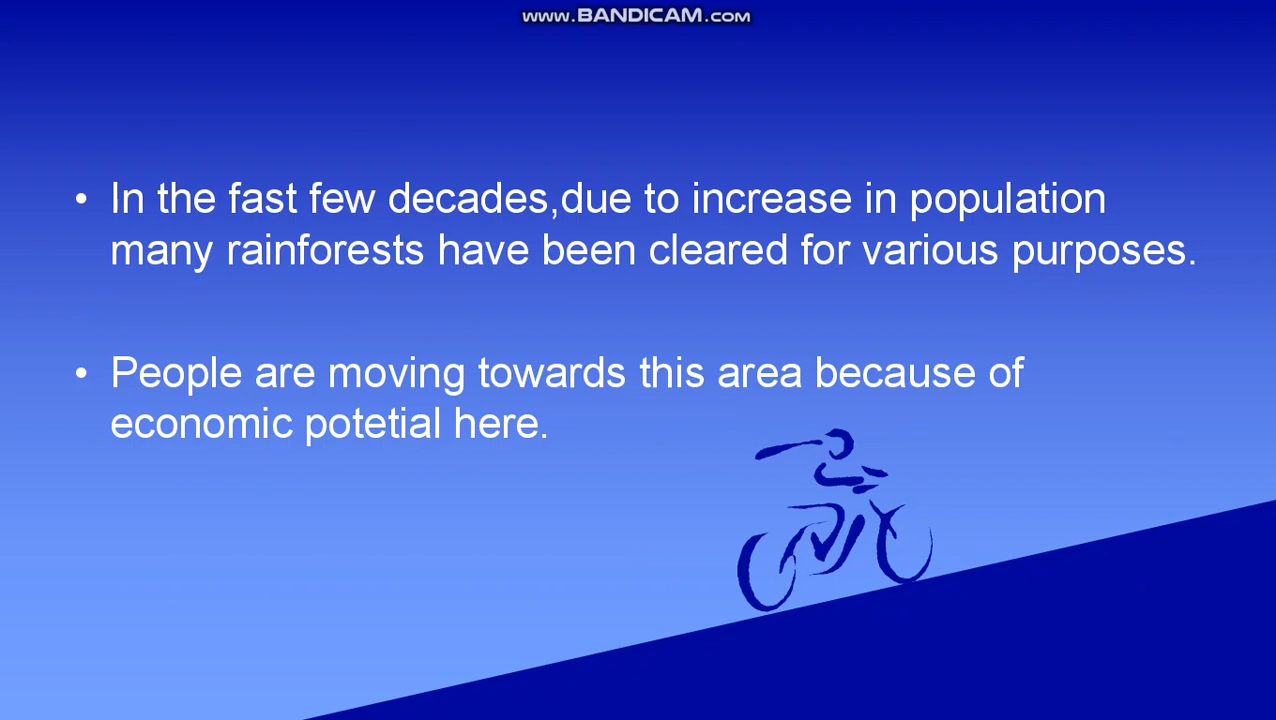 www.BANDICAM.com
• In the fast few decades,due to increase in population
many rainforests have been cleared for various purposes.
• People are moving towards this area because of
economic potetial here.